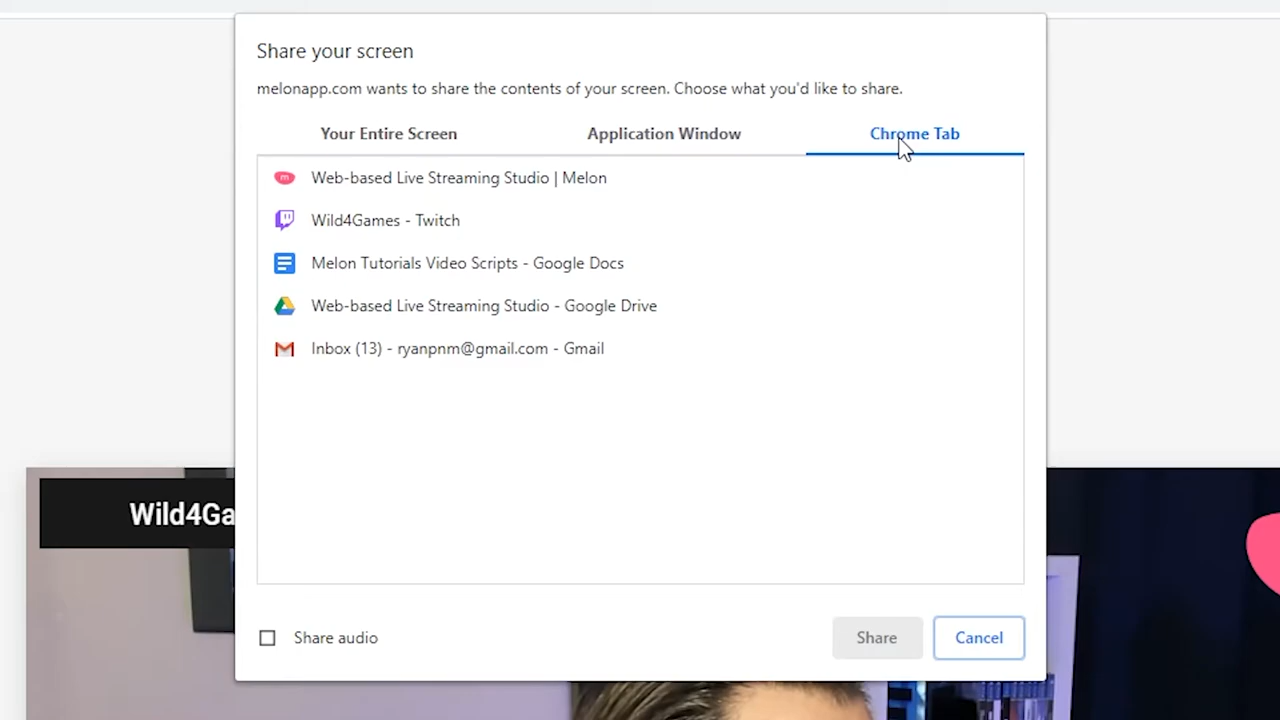 Share your screen
melonapp.com wants to share the contents of your screen. Choose what you'd like to share.
Your Entire Screen
Application Window
Chrome Tab
m
Web-based Live Streaming Studio | Melon
Wild4Games - Twitch
Melon Tutorials Video Scripts - Google Docs
Web-based Live Streaming Studio - Google Drive
Inbox (13) - ryanpnm@gmail.com - Gmail
Wild4Ga
Share audio
Share
Cancel